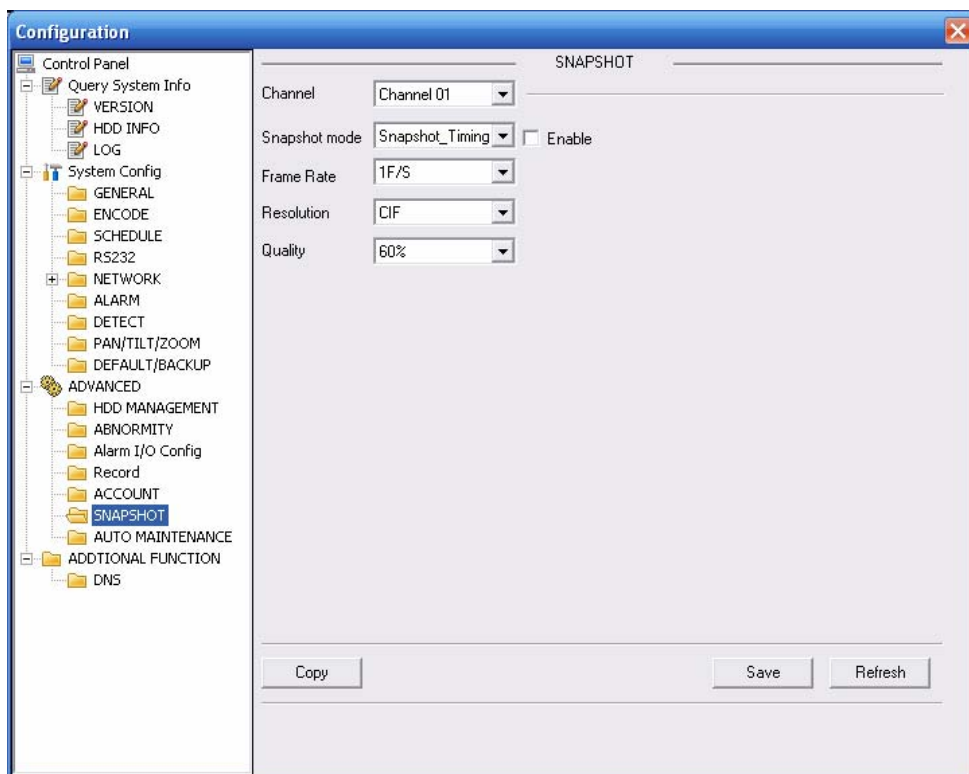 Configuration
Control Panel
Query System Info
VERSION
HDD INFO
LOG
System Config
GENERAL
ENCODE
SCHEDULE
RS232
NETWORK
ALARM
DETECT
PAN/TILT/ZOOM
DEFAULT/BACKUP
ADVANCED
HDD MANAGEMENT
ABNORMITY
Alarm I/O Config
Record
ACCOUNT
SNAPSHOT
AUTO MAINTENANCE
ADDTIONAL FUNCTION
DNS
SNAPSHOT
Channel Channel 01
Snapshot mode Snapshot_Timing Enable
Frame Rate 1F/S
Resolution CIF
Quality 60%
Copy Save Refresh